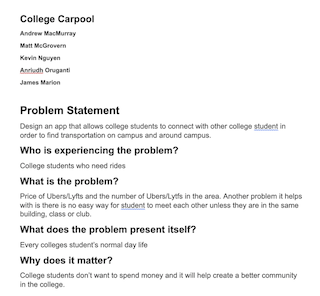 College Carpool
Andrew MacMurray
Matt McGrovern
Kevin Nguyen
Anriudh Oruganti
James Marion
Problem Statement
Design an app that allows college students to connect with other college student in
order to find transportation on campus and around campus.
Who is experiencing the problem?
College students who need rides
What is the problem?
Price of Ubers/Lyfts and the number of Ubers/Lytfs in the area. Another problem it helps
with is there is no easy way for student to meet each other unless they are in the same
building, class or club.
What does the problem present itself?
Every colleges student's normal day life
Why does it matter?
College students don't want to spend money and it will help create a better community
in the college.